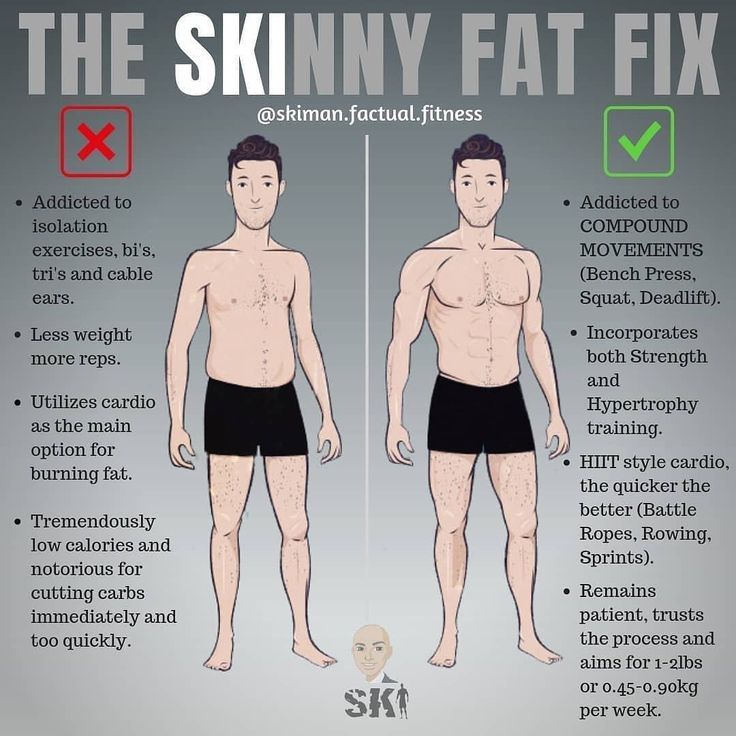 THE SKINNY FAT FIX
@skiman.factual.fitness
• Addicted to
isolation
exercises, bi's,
tri's and cable
ears.
• Less weight
more reps.
• Utilizes cardio
as the main
option for
burning fat.
• Tremendously
low calories and
notorious for
cutting carbs
immediately and
too quickly.
• Addicted to
COMPOUND
MOVEMENTS
(Bench Press,
Squat, Deadlift).
• Incorporates
both Strength
and
Hypertrophy
training.
• HIIT style cardio,
the quicker the
better (Battle
Ropes, Rowing,
Sprints).
• Remains
patient, trusts
the process and
aims for 1-2lbs
or 0.45-0.90kg
per week.
SKI